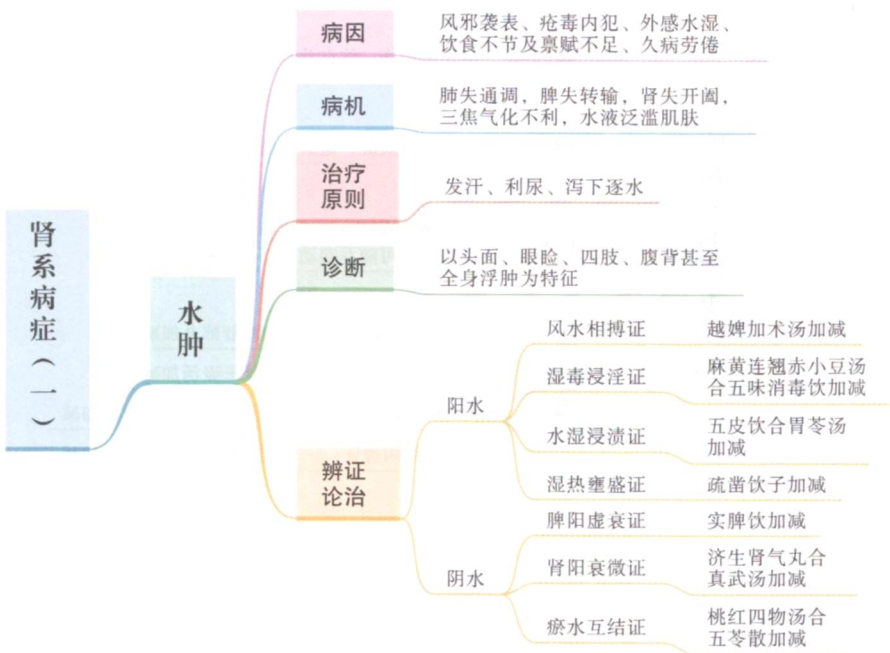 肾系病症（一）
水肿
病因
风邪袭表、疮毒内犯、外感水湿、
饮食不节及禀赋不足、久病劳倦
病机
肺失通调，脾失转输，肾失开阖，
三焦气化不利，水液泛滥肌肤
治疗
原则
发汗、利尿、泻下逐水
诊断
以头面、眼睑、四肢、腹背甚至
全身浮肿为特征
辨证
论治
阳水
风水相搏证
越婢加术汤加减
湿毒浸淫证
麻黄连翘赤小豆汤
合五味消毒饮加减
水湿浸渍证
五皮饮合胃苓汤
加减
湿热壅盛证
疏凿饮子加减
阴水
脾阳虚衰证
实脾饮加减
肾阳衰微证
济生肾气丸合
真武汤加减
瘀水互结证
桃红四物汤合
五苓散加减